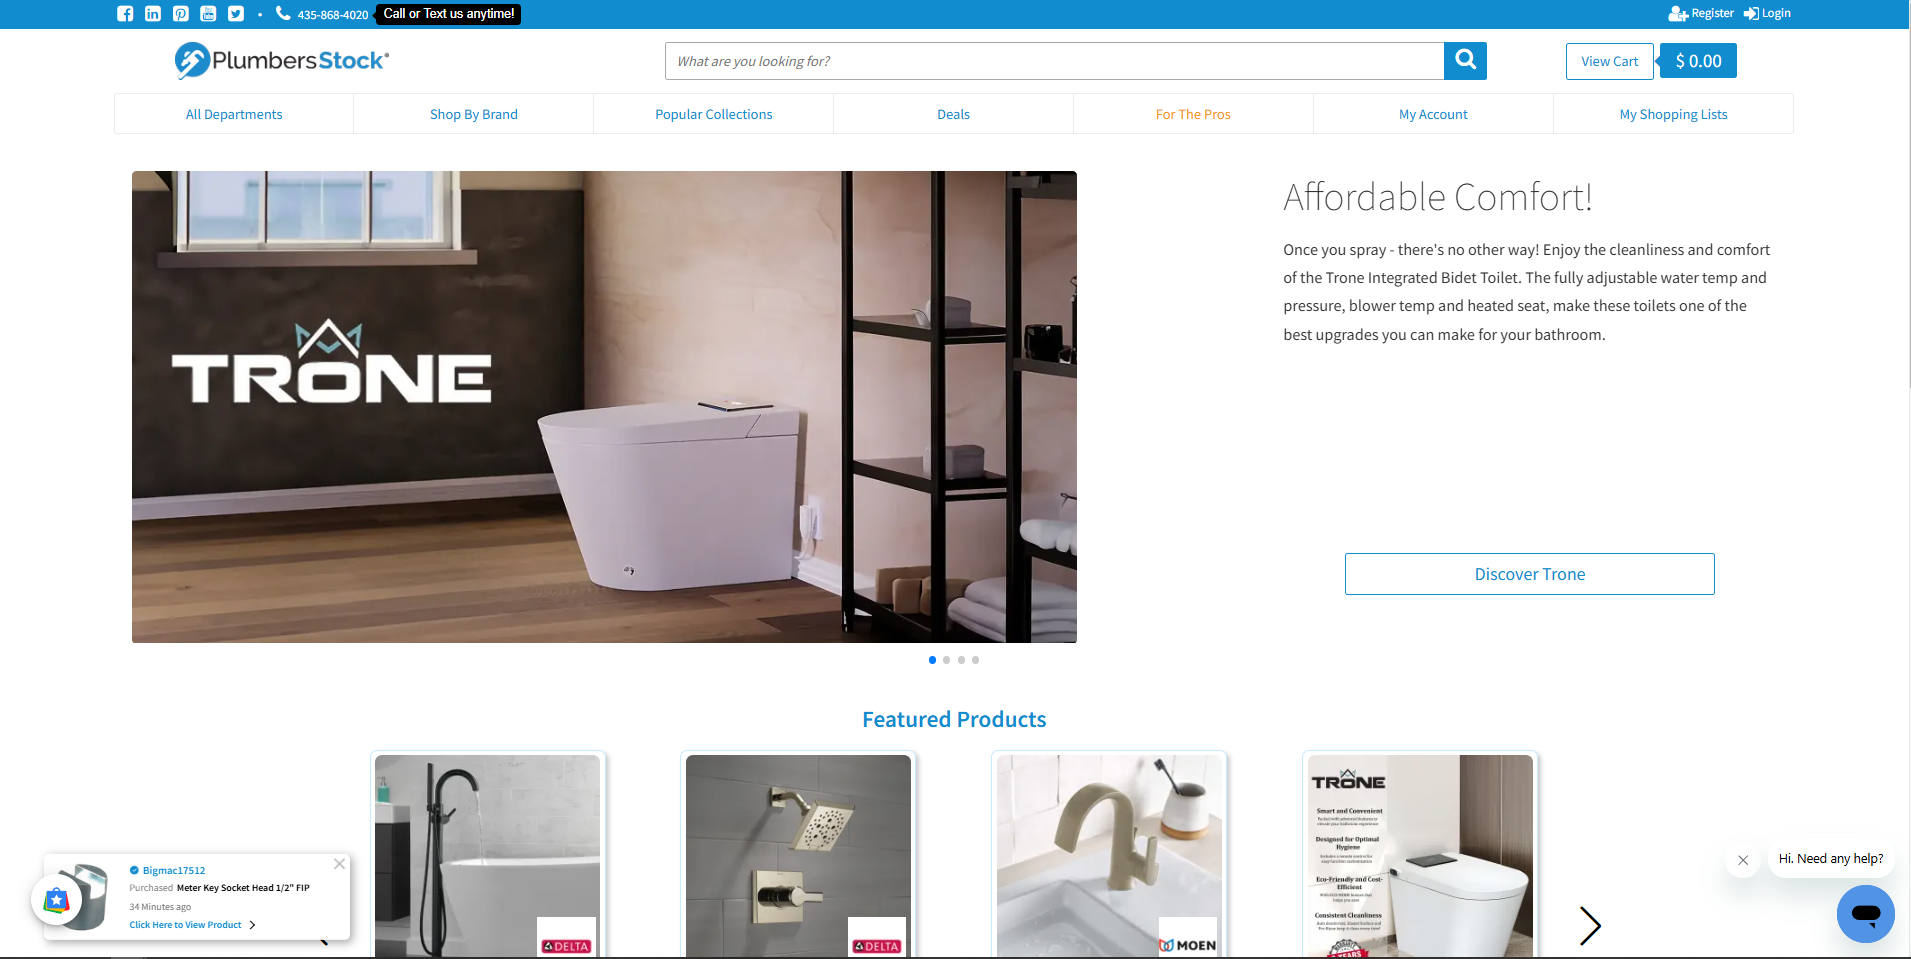 435-868-4020
Call or Text us anytime!
Register
Login
PlumbersStock®
What are you looking for?
View Cart
$ 0.00
All Departments
Shop By Brand
Popular Collections
Deals
For The Pros
My Account
My Shopping Lists
TRONE
Affordable Comfort!
Once you spray - there's no other way! Enjoy the cleanliness and comfort
of the Trone Integrated Bidet Toilet. The fully adjustable water temp and
pressure, blower temp and heated seat, make these toilets one of the
best upgrades you can make for your bathroom.
Discover Trone
Featured Products
DELTA
DELTA
MOEN
TRONE
Smart and Convenient
Designed for Optimal
Hygiene
Eco-Friendly and Cost-
Efficient
Consistent Cleanliness
Bigmac17512
Purchased Meter Key Socket Head 1/2" FIP
34 Minutes ago
Click Here to View Product
Hi. Need any help?